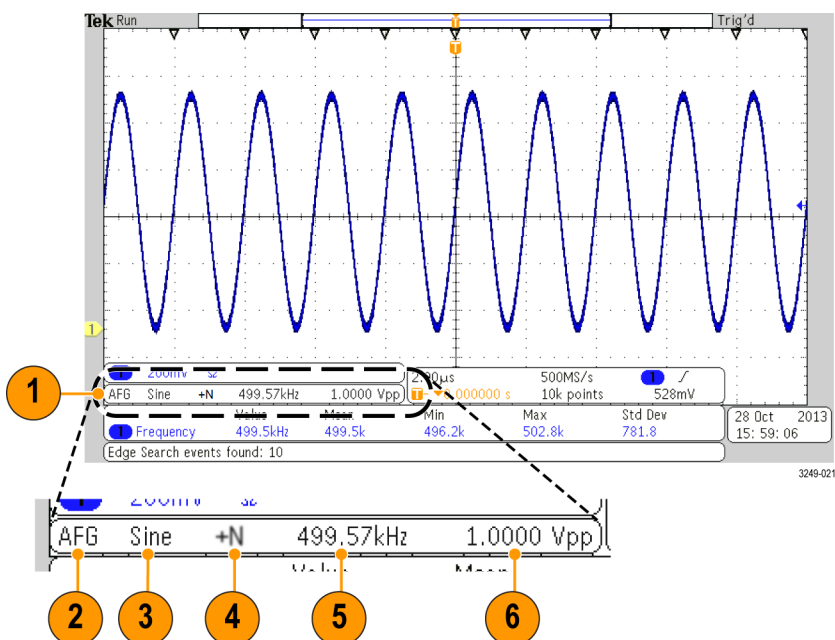 Tek Run Trig'd
T
T
1
1 200mV Ω 2.00µs 500MS/s 1
AFG Sine +N 499.57kHz 1.0000 Vpp T 000000 s 10k points 528mV
Value Mean Min Max Std Dev
1 Frequency 499.5kHz 499.5k 496.2k 502.8k 781.8
28 Oct 2013
15:59:06
Edge Search events found: 10
3249-021
1
AFG Sine +N 499.57kHz 1.0000 Vpp
2 3 4 5 6